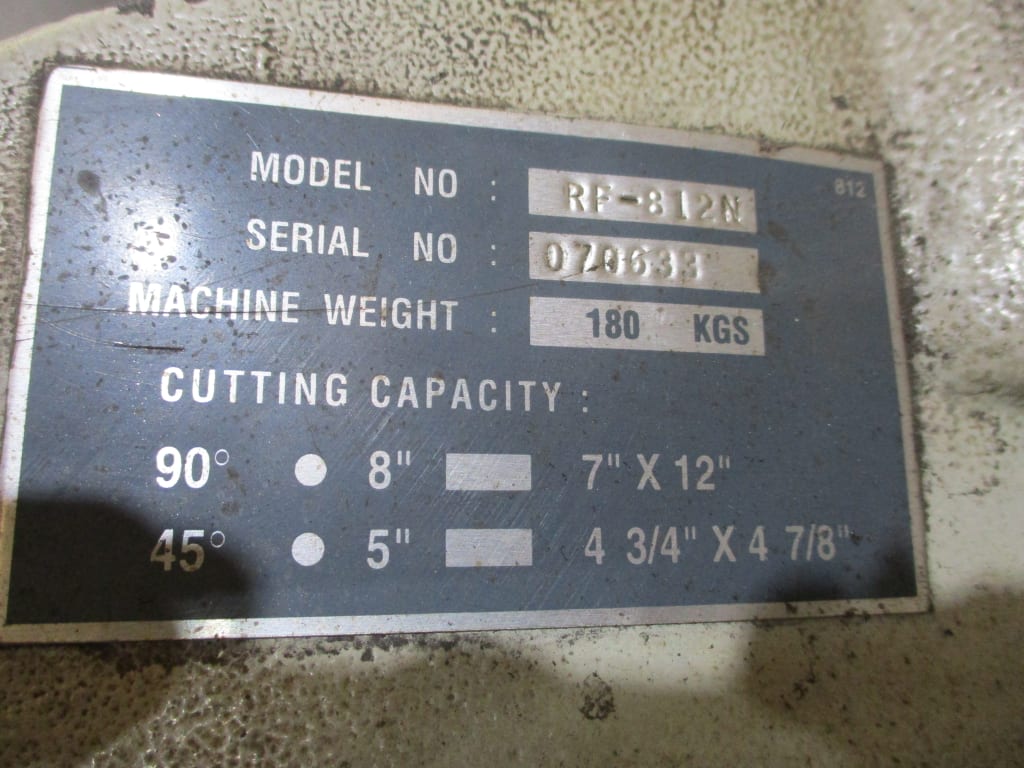 812
MODEL NO : RF-812N
SERIAL NO : 070633
MACHINE WEIGHT : 180 KGS
CUTTING CAPACITY :
90° 8" 7" X 12"
45° 5" 4 3/4" X 4 7/8"